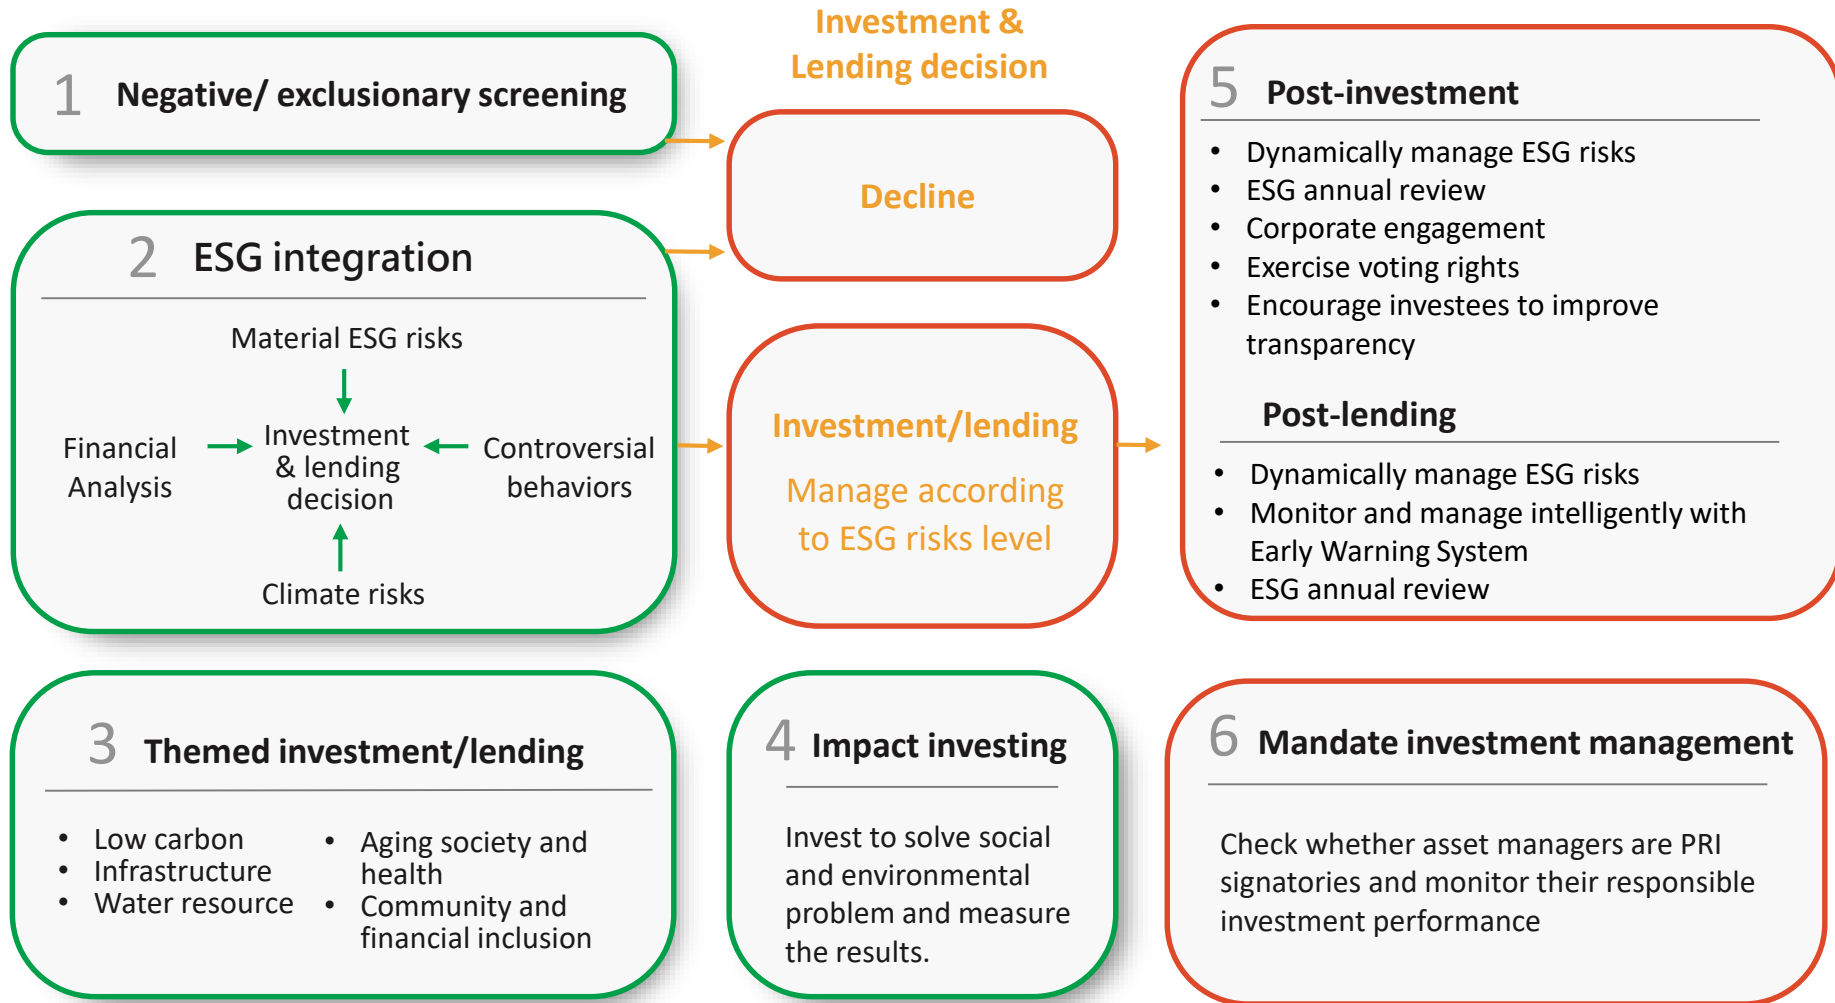 1 Negative/ exclusionary screening
Investment &
Lending decision
Decline
2 ESG integration
Material ESG risks
Financial
Analysis
Investment
& lending
decision
Controversial
behaviors
Climate risks
Investment/lending
Manage according
to ESG risks level
5 Post-investment
• Dynamically manage ESG risks
• ESG annual review
• Corporate engagement
• Exercise voting rights
• Encourage investees to improve
transparency
Post-lending
• Dynamically manage ESG risks
• Monitor and manage intelligently with
Early Warning System
• ESG annual review
3 Themed investment/lending
• Low carbon
• Infrastructure
• Water resource
• Aging society and
health
• Community and
financial inclusion
4 Impact investing
Invest to solve social
and environmental
problem and measure
the results.
6 Mandate investment management
Check whether asset managers are PRI
signatories and monitor their responsible
investment performance